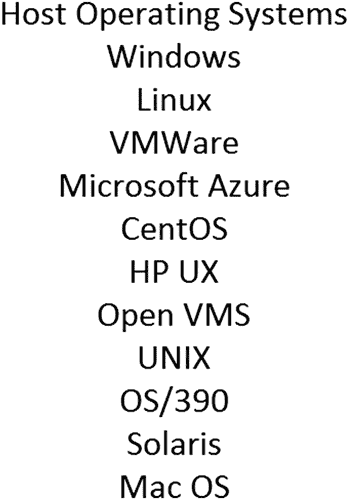 Host Operating Systems
Windows
Linux
VMWare
Microsoft Azure
CentOS
HP UX
Open VMS
UNIX
OS/390
Solaris
Mac OS